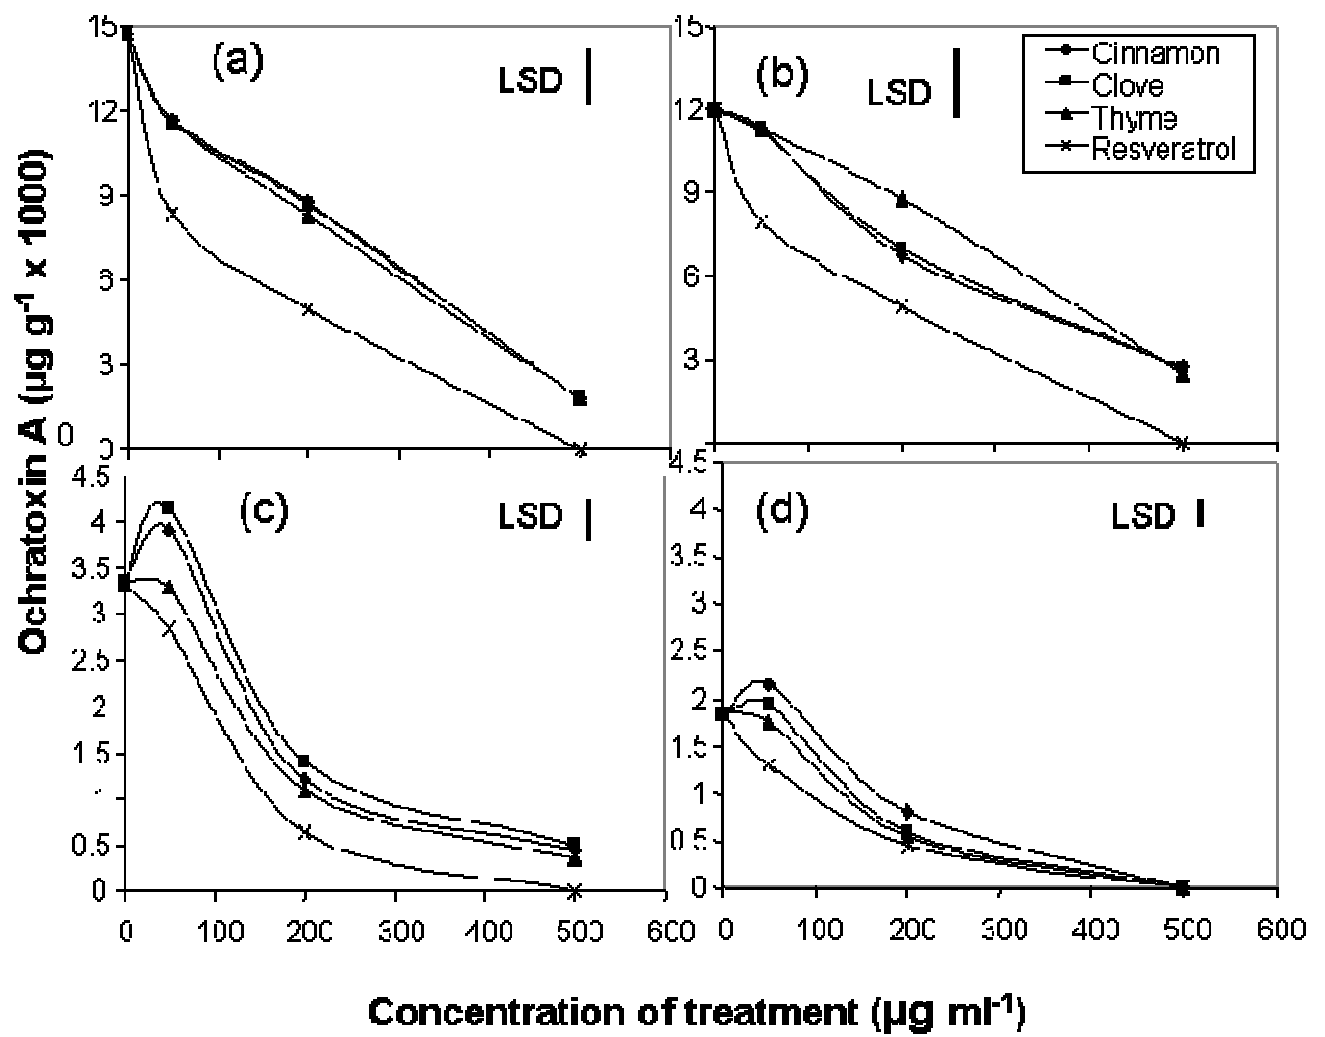 Ochratoxin A (µg g-1 x 1000)
(a)
LSD
15
12
9
6
3
0
0
(b)
LSD
15
12
9
6
3
Cinnamon
Clove
Thyme
Resveratrol
(c)
LSD
4.5
4
3.5
3
2.5
2
1.5
0.5
0
0 100 200 300 400 500 600
(d)
LSD
4.5
4
3.5
3
2.5
2
1.5
1
0.5
0
0 100 200 300 400 500 600
Concentration of treatment (µg ml-1)